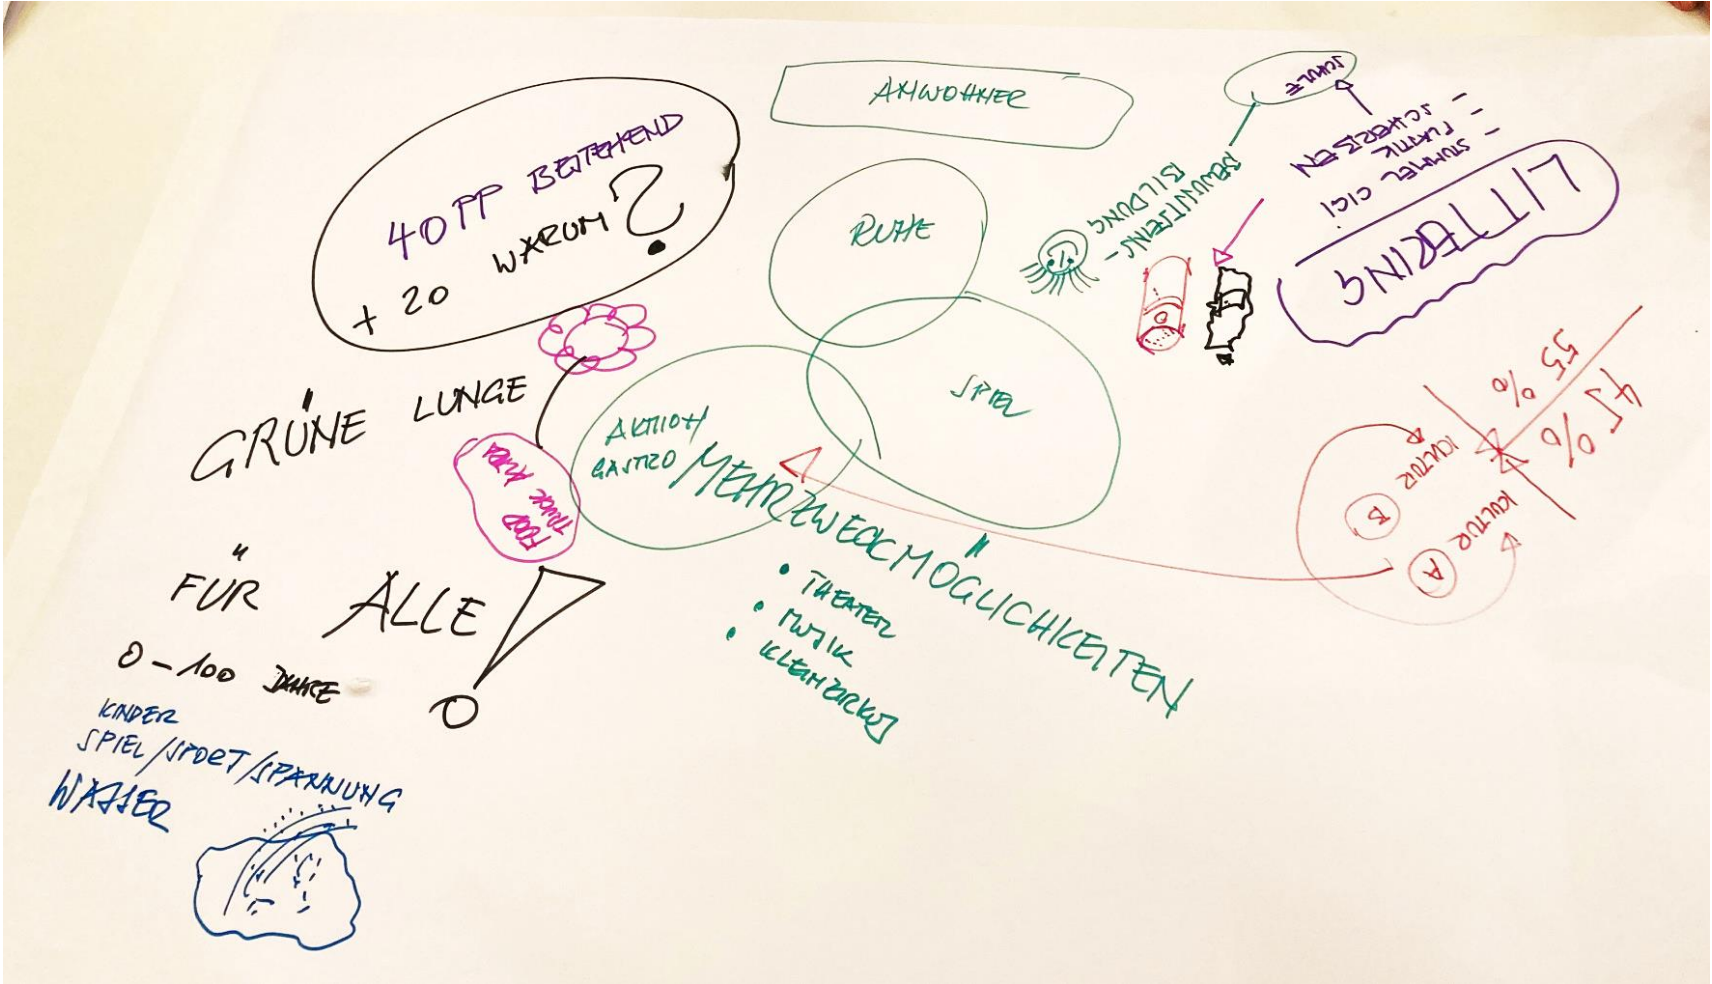 40 PP BESTEHEND
+ 20 WARUM?
ANWOHNER
RUHE
SPIEL
AKTION
GASTRO
GRÜNE LUNGE
FOOD
TRUCK
FÜR ALLE!
0-100 JAHRE
KINDER
SPIEL/SPORT/SPANNUNG
WASSER
MEHRZWECKMÖGLICHKEITEN
• THEATER
• MUSIK
• KLEINZIRKUS
SCHULE
BEWUSSTSEINS-
BILDUNG
LITTERING
STUMMEL CIGI
- PLASTIK
- SCHERBEN
45%
55%
KULTUR
B
KULTUR
A